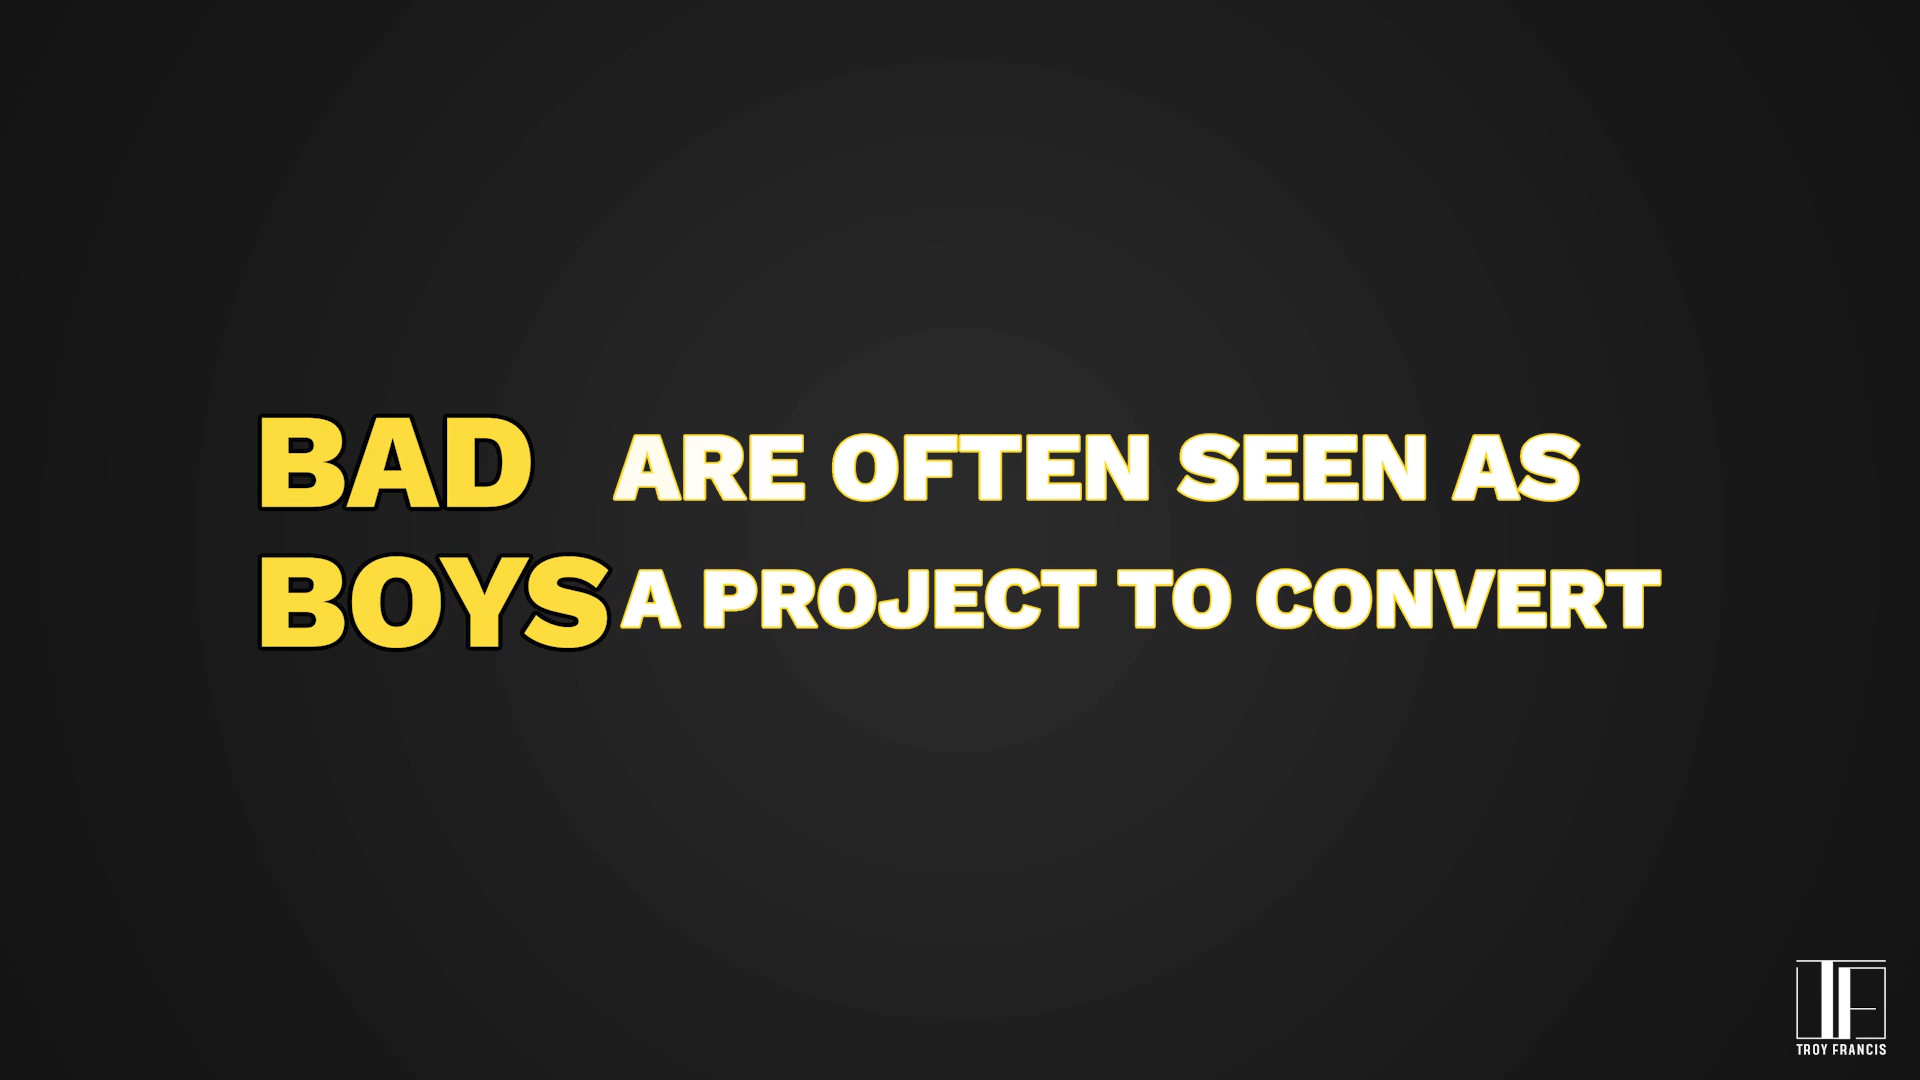 BAD ARE OFTEN SEEN AS
BOYS A PROJECT TO CONVERT
TF
TROY FRANCIS